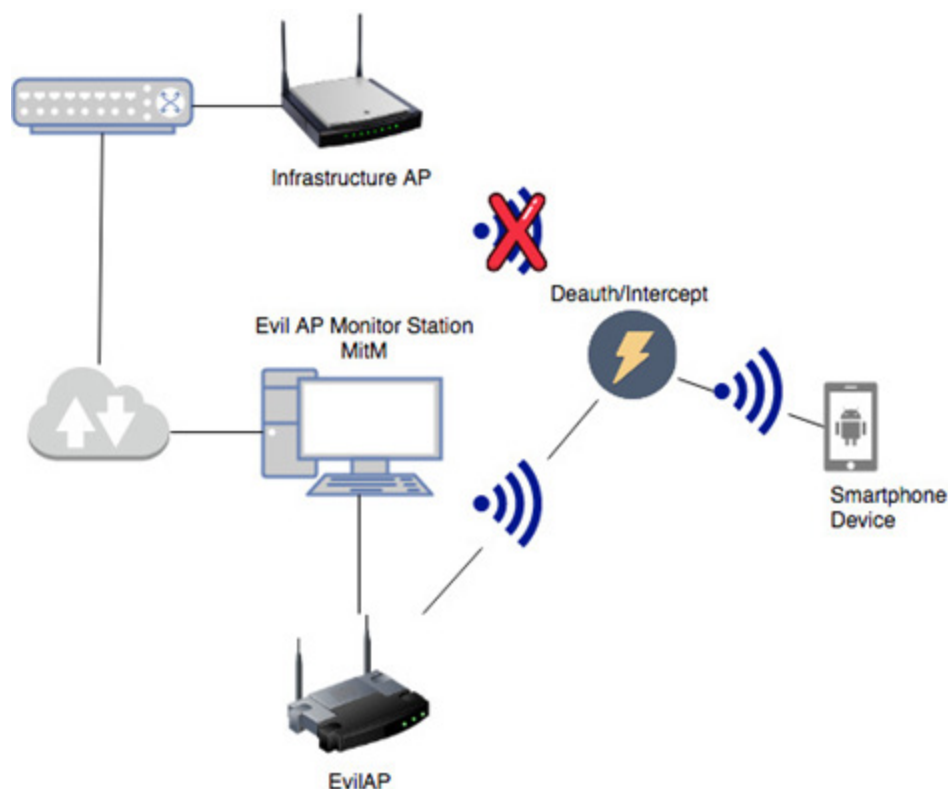 Infrastructure AP
Deauth/Intercept
Evil AP Monitor Station
MitM
Smartphone
Device
EvilAP